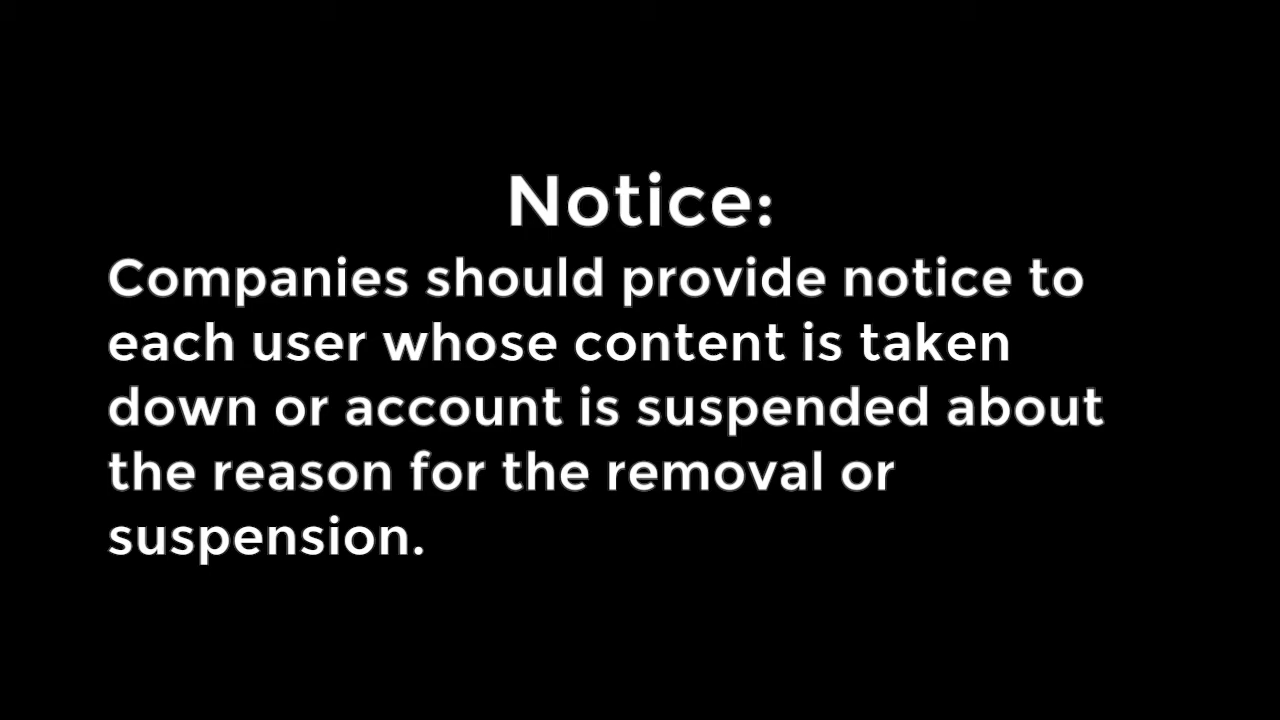 Notice:
Companies should provide notice to
each user whose content is taken
down or account is suspended about
the reason for the removal or
suspension.